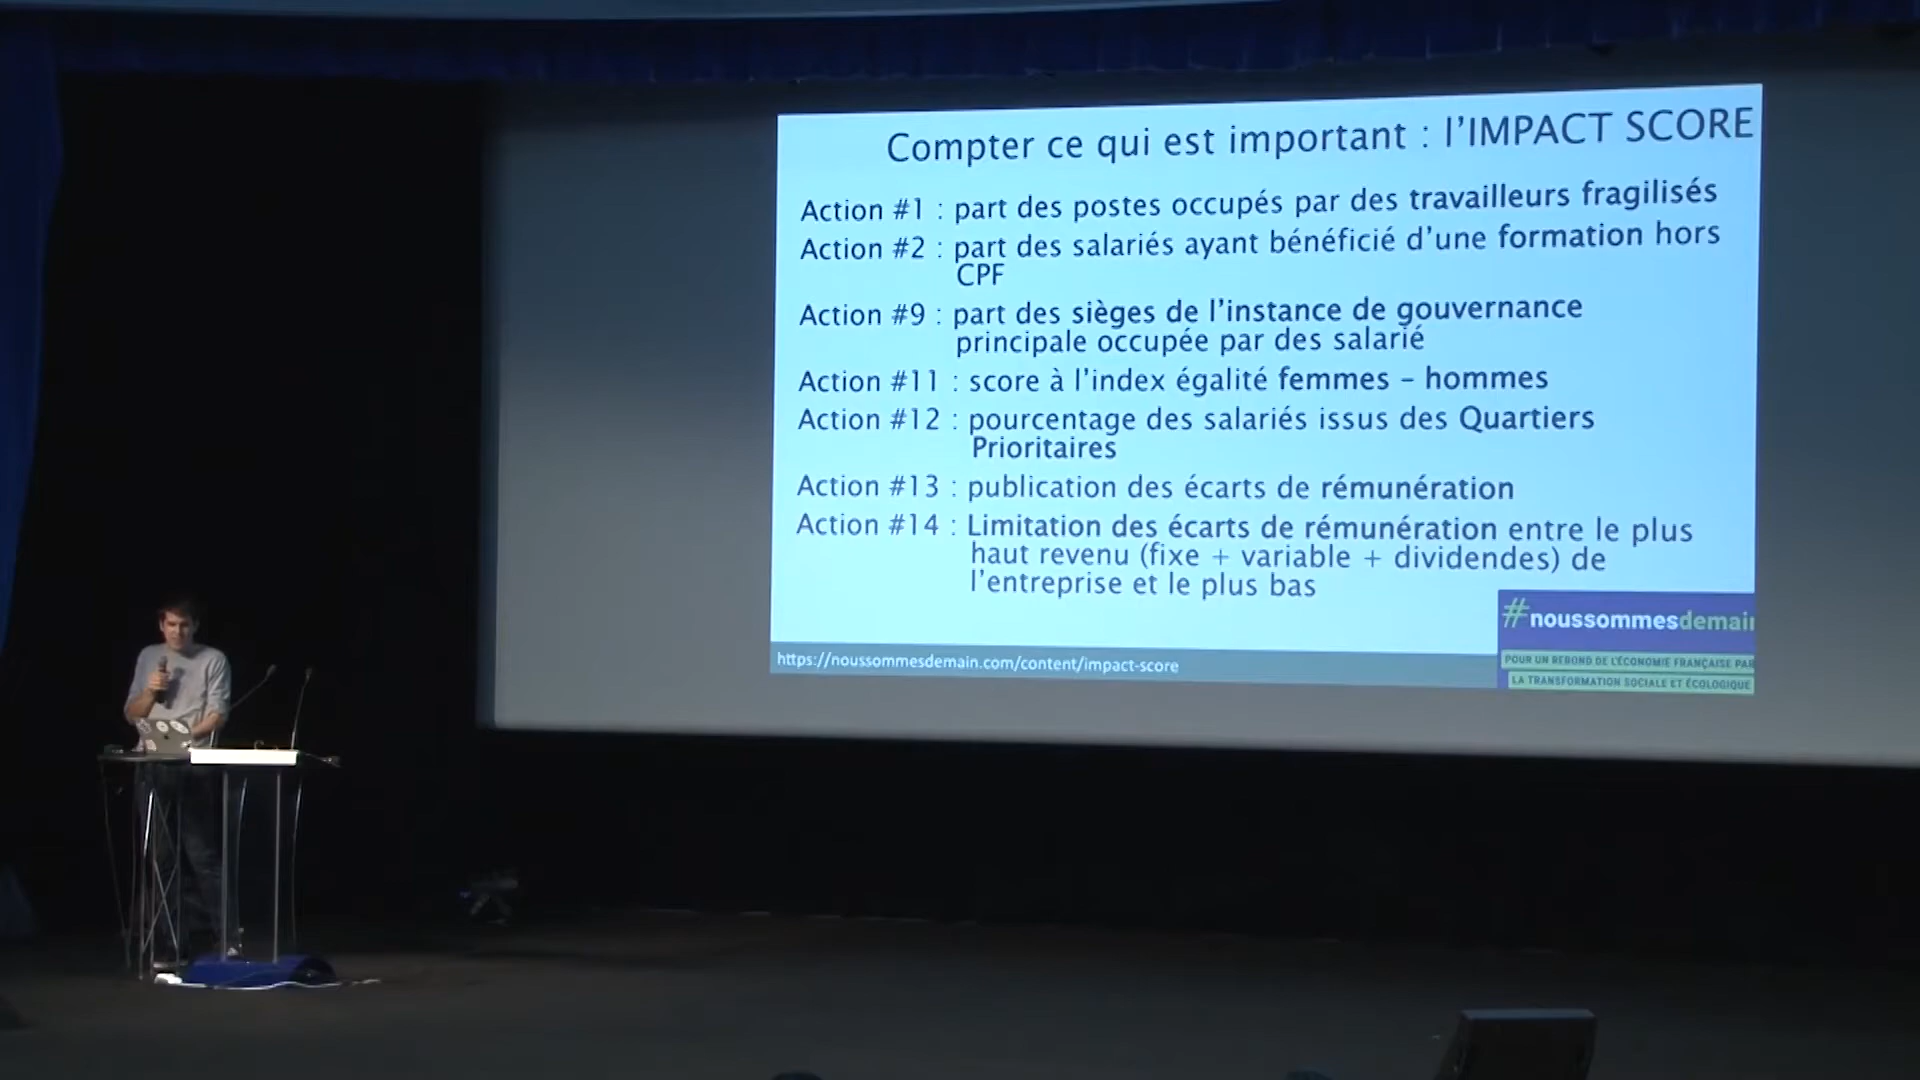 Compter ce qui est important : l'IMPACT SCORE
Action #1 : part des postes occupés par des travailleurs fragilisés
Action #2 : part des salariés ayant bénéficié d'une formation hors
CPF
Action #9 : part des sièges de l'instance de gouvernance
principale occupée par des salarié
Action #11 : score à l'index égalité femmes – hommes
Action #12 : pourcentage des salariés issus des Quartiers
Prioritaires
Action #13 : publication des écarts de rémunération
Action #14 : Limitation des écarts de rémunération entre le plus
haut revenu (fixe + variable + dividendes) de
l'entreprise et le plus bas
#noussommesdemain
POUR UN REBOND DE L'ÉCONOMIE FRANÇAISE PAR
LA TRANSFORMATION SOCIALE ET ÉCOLOGIQUE
https://noussommesdemain.com/content/impact-score